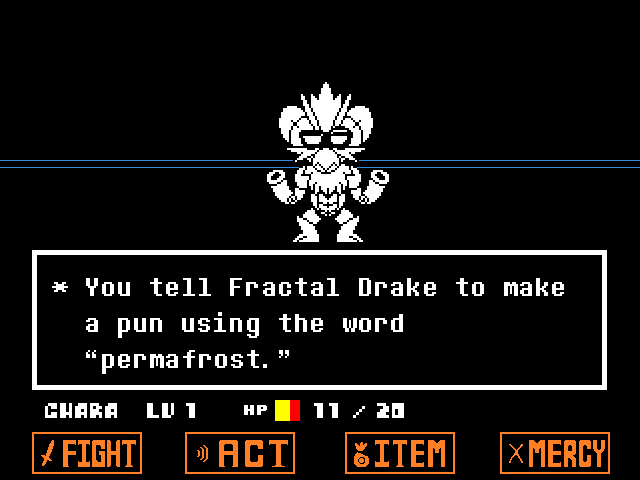 * You tell Fractal Drake to make
a pun using the word
“permafrost.”
CHARA LV 1 HP 11 / 20
FIGHT ACT ITEM MERCY